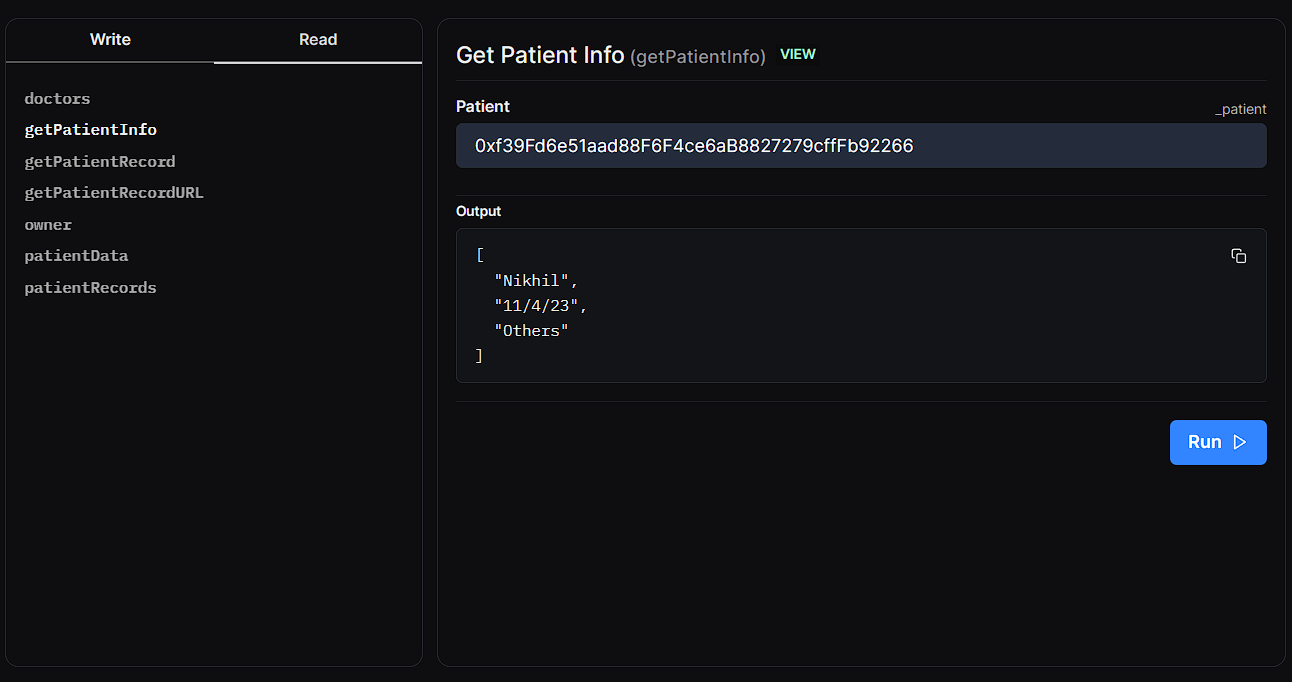 Write Read
doctors
getPatientInfo
getPatientRecord
getPatientRecordURL
owner
patientData
patientRecords
Get Patient Info (getPatientInfo) VIEW
Patient _patient
0xf39Fd6e51aad88F6F4ce6aB8827279cffFb92266
Output
[
"Nikhil",
"11/4/23",
"Others"
]
Run